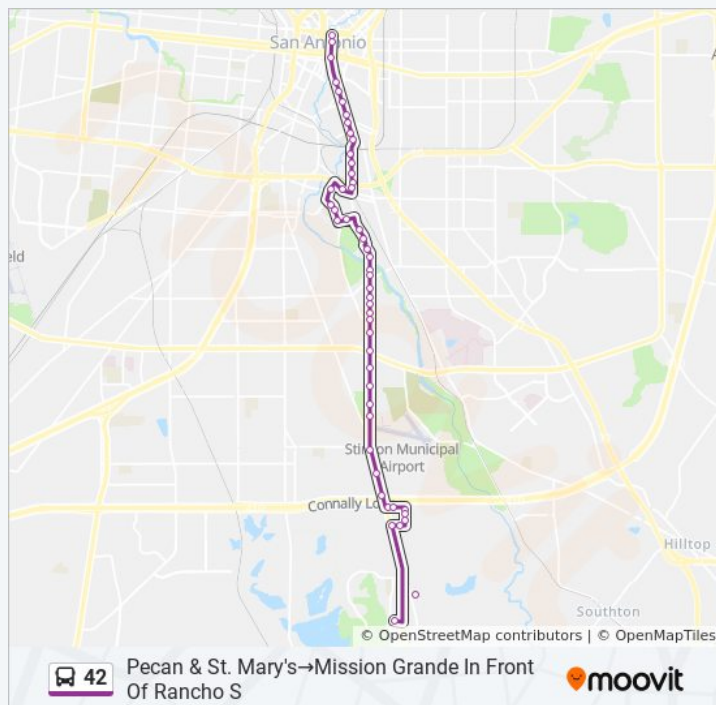 San Antonio
A
ield
Stinson Municipal
Airport
Connally Lo
Hilltop
Southton
© OpenStreetMap contributors | © OpenMapTiles
42
Pecan & St. Mary's→Mission Grande In Front
Of Rancho S
moovit